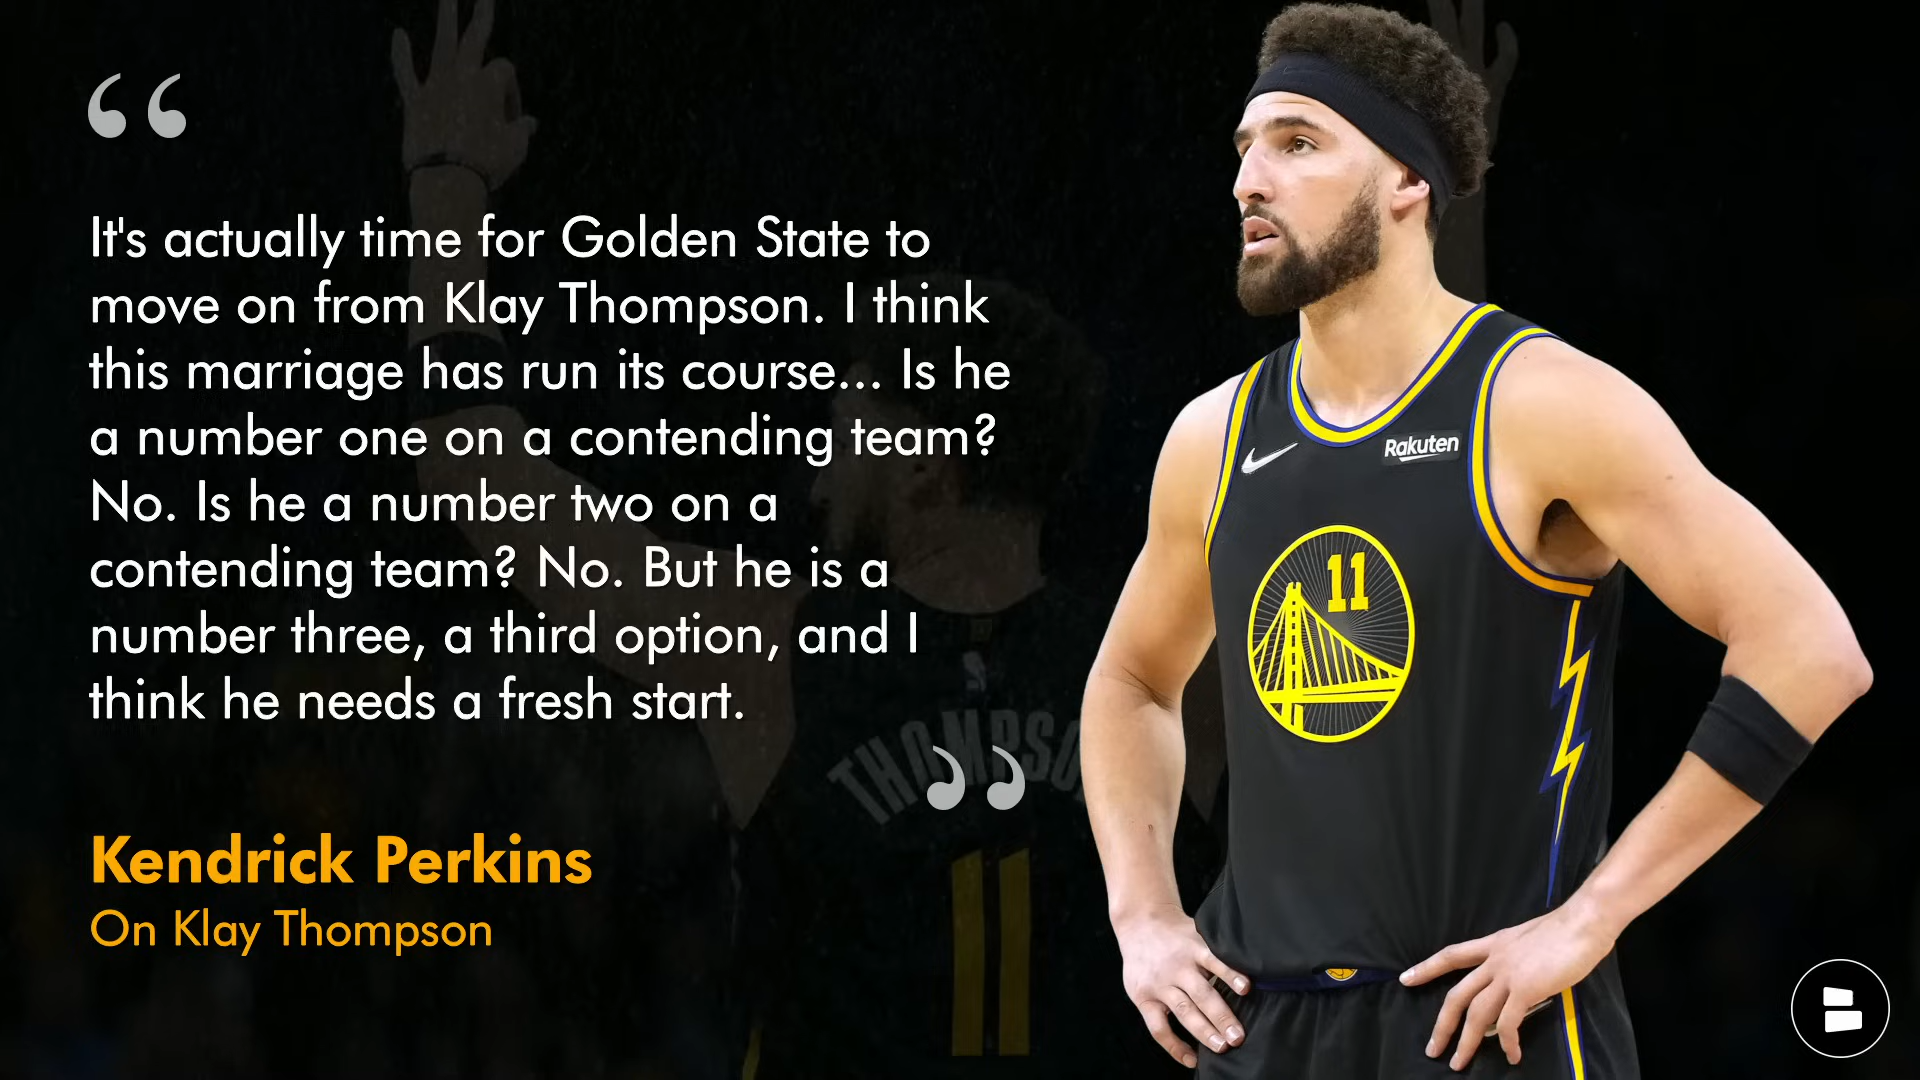 “
It's actually time for Golden State to
move on from Klay Thompson. I think
this marriage has run its course... Is he
a number one on a contending team?
No. Is he a number two on a
contending team? No. But he is a
number three, a third option, and I
think he needs a fresh start.
”
Kendrick Perkins
On Klay Thompson
Rakuten
11
THOMPSO
11